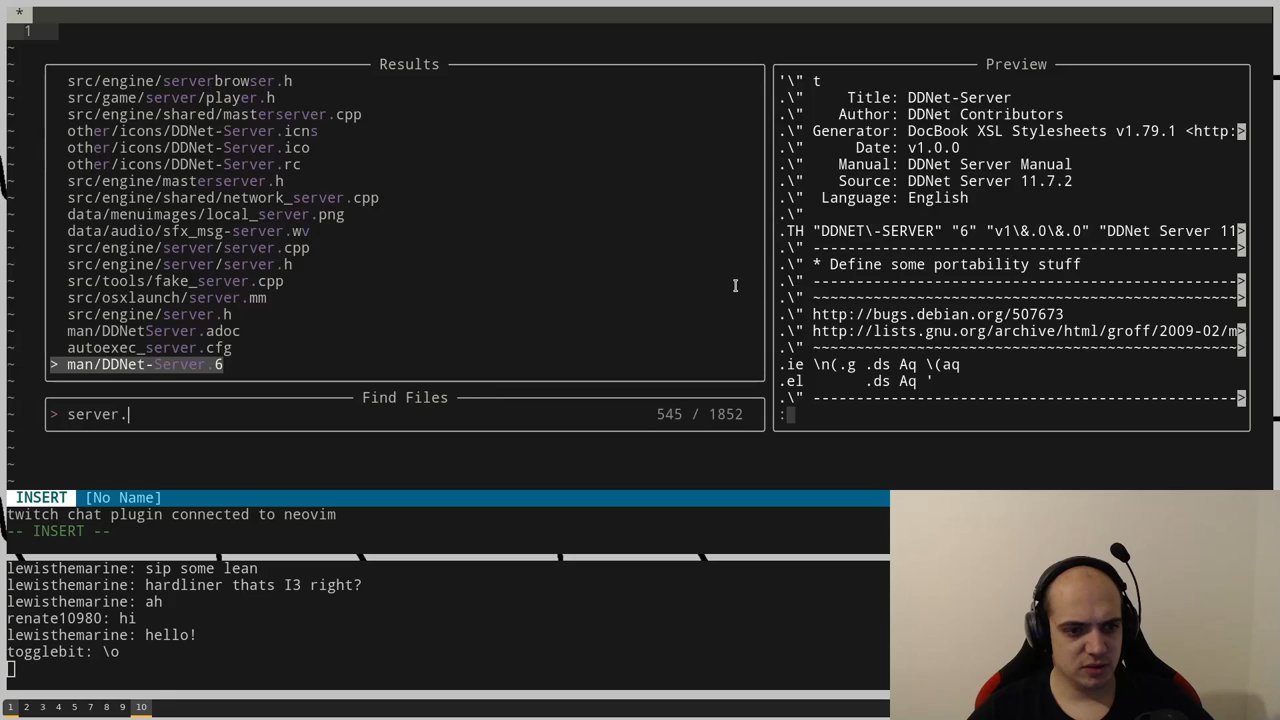 *
1
Results
src/engine/serverbrowser.h
src/game/server/player.h
src/engine/shared/masterserver.cpp
other/icons/DDNet-Server.icns
other/icons/DDNet-Server.ico
other/icons/DDNet-Server.rc
src/engine/masterserver.h
src/engine/shared/network_server.cpp
data/menuimages/local_server.png
data/audio/sfx_msg-server.wv
src/engine/server/server.cpp
src/engine/server/server.h
src/tools/fake_server.cpp
src/osxlaunch/server.mm
src/engine/server.h
man/DDNetServer.adoc
autoexec_server.cfg
> man/DDNet-Server.6
Find Files
> server.
545 / 1852
Preview
'\" t
.\"     Title: DDNet-Server
.\"    Author: DDNet Contributors
.\" Generator: DocBook XSL Stylesheets v1.79.1 <http:>
.\"      Date: v1.0.0
.\"    Manual: DDNet Server Manual
.\"    Source: DDNet Server 11.7.2
.\"  Language: English
.\"
.TH "DDNET\-SERVER" "6" "v1\&.0\&.0" "DDNet Server 11>
.\" ----------------------------------------------------->
.\" * Define some portability stuff
.\" ----------------------------------------------------->
.\" ~~~~~~~~~~~~~~~~~~~~~~~~~~~~~~~~~~~~~~~~~~~~~~~~~~~~~>
.\" http://bugs.debian.org/507673
.\" http://lists.gnu.org/archive/html/groff/2009-02/m>
.\" ~~~~~~~~~~~~~~~~~~~~~~~~~~~~~~~~~~~~~~~~~~~~~~~~~~~~~>
.ie \n(.g .ds Aq \(aq
.el       .ds Aq '
.\" ----------------------------------------------------->
:
INSERT [No Name]
twitch chat plugin connected to neovim
-- INSERT --
lewisthemarine: sip some lean
lewisthemarine: hardliner thats I3 right?
lewisthemarine: ah
renate10980: hi
lewisthemarine: hello!
togglebit: \o
1 2 3 4 5 6 7 8 9 10